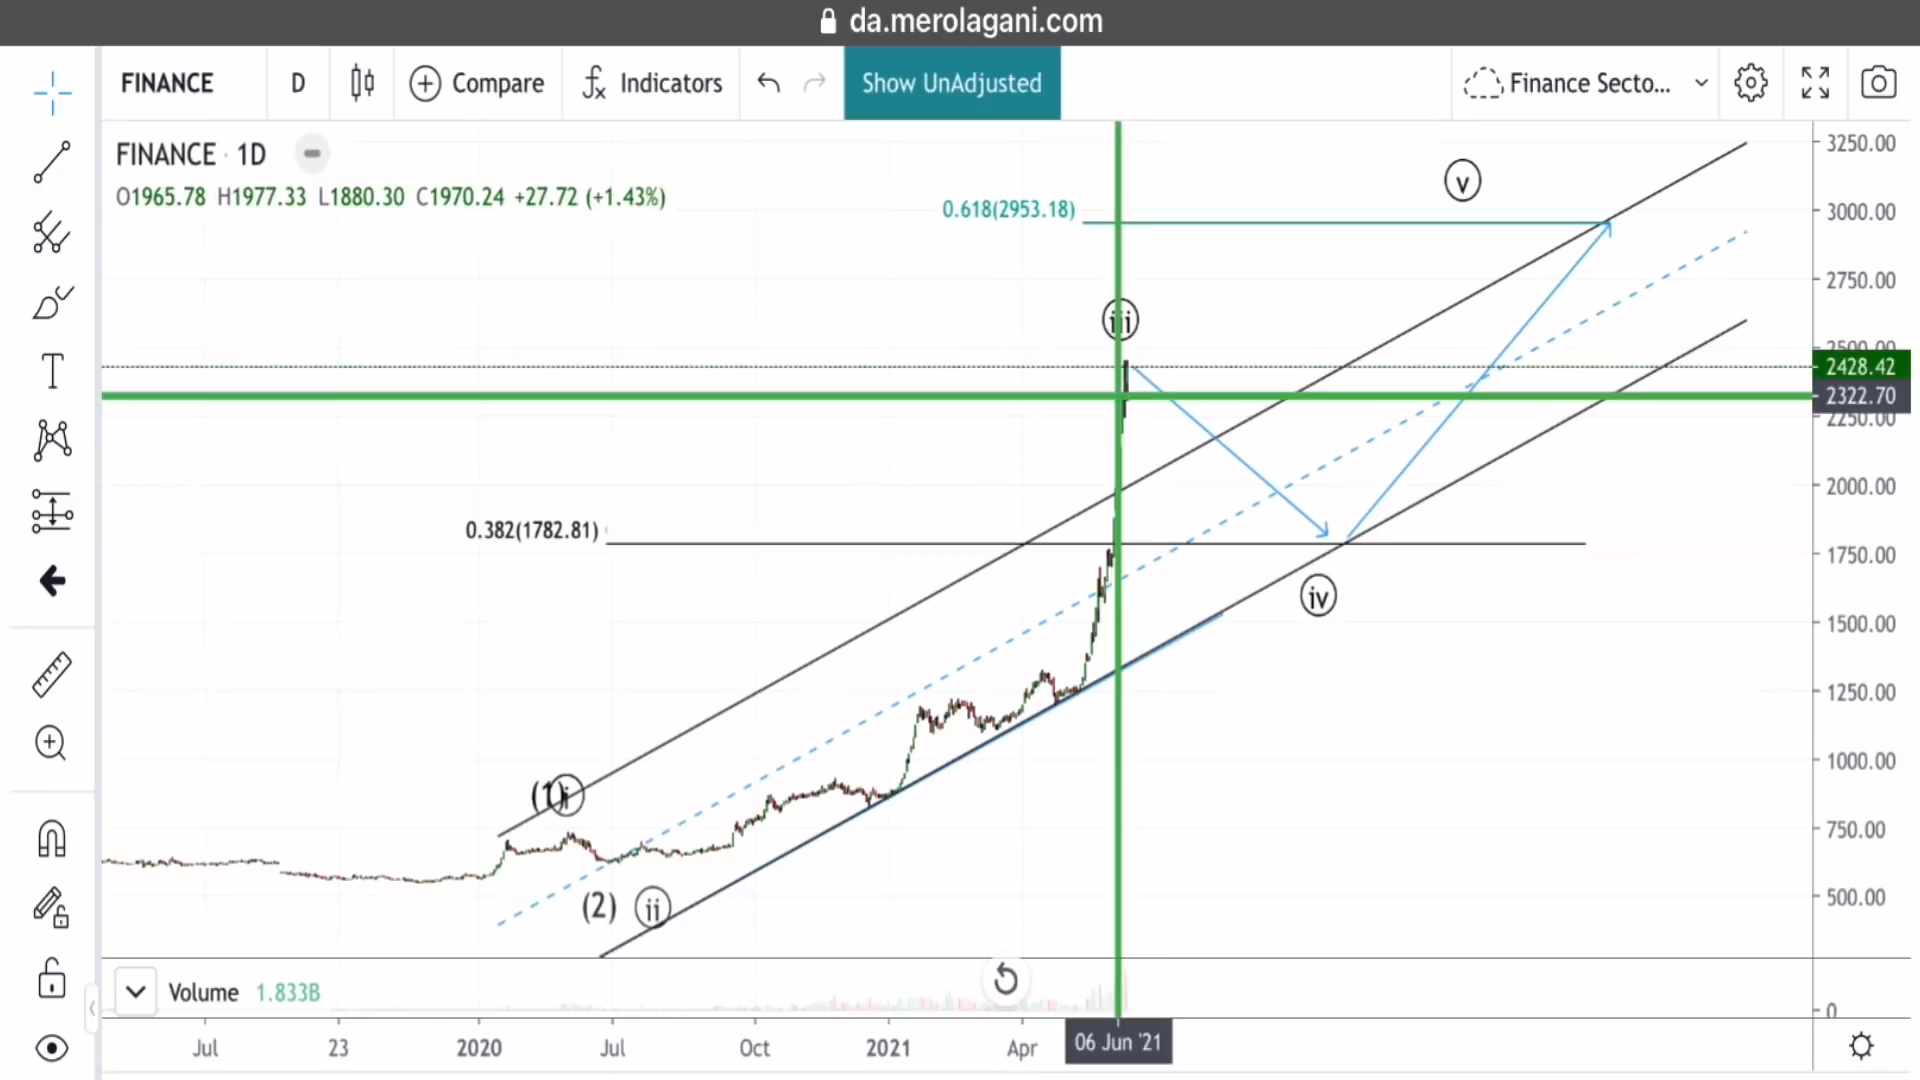 da.merolagani.com
FINANCE D Compare Indicators Show UnAdjusted Finance Secto...
FINANCE · 1D
O1965.78 H1977.33 L1880.30 C1970.24 +27.72 (+1.43%)
3250.00
v
0.618(2953.18)
3000.00
2750.00
iii
2500.00
2428.42
2322.70
2250.00
2000.00
0.382(1782.81)
1750.00
iv
1500.00
1250.00
1000.00
(1) i
750.00
(2) ii
500.00
Volume 1.833B
0
Jul 23 2020 Jul Oct 2021 Apr 06 Jun '21